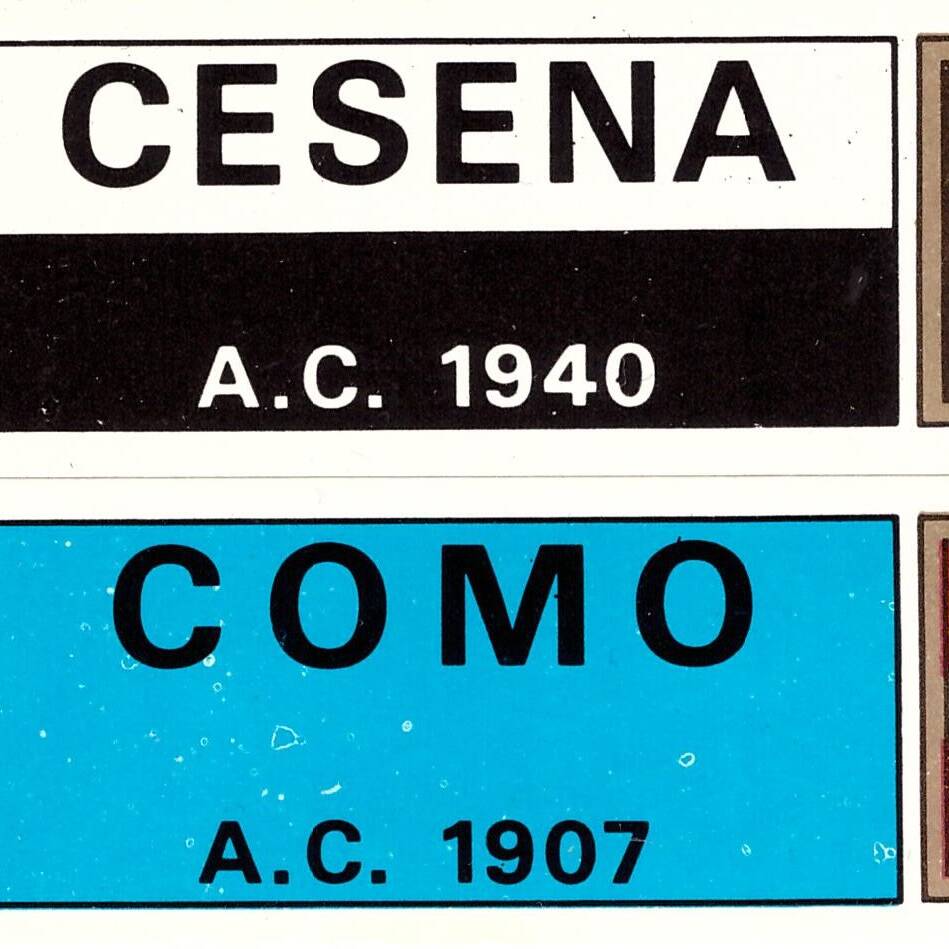 CESENA
A.C. 1940
COMO
A.C. 1907